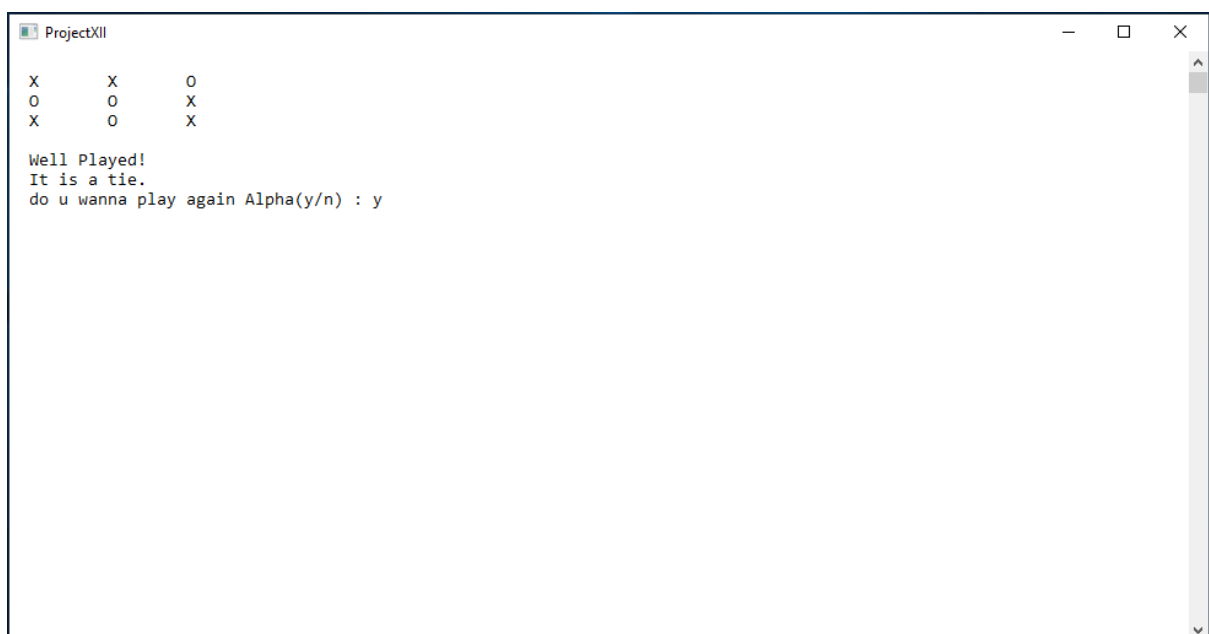 ProjectXII
X X O
O O X
X O X
Well Played!
It is a tie.
do u wanna play again Alpha(y/n) : y